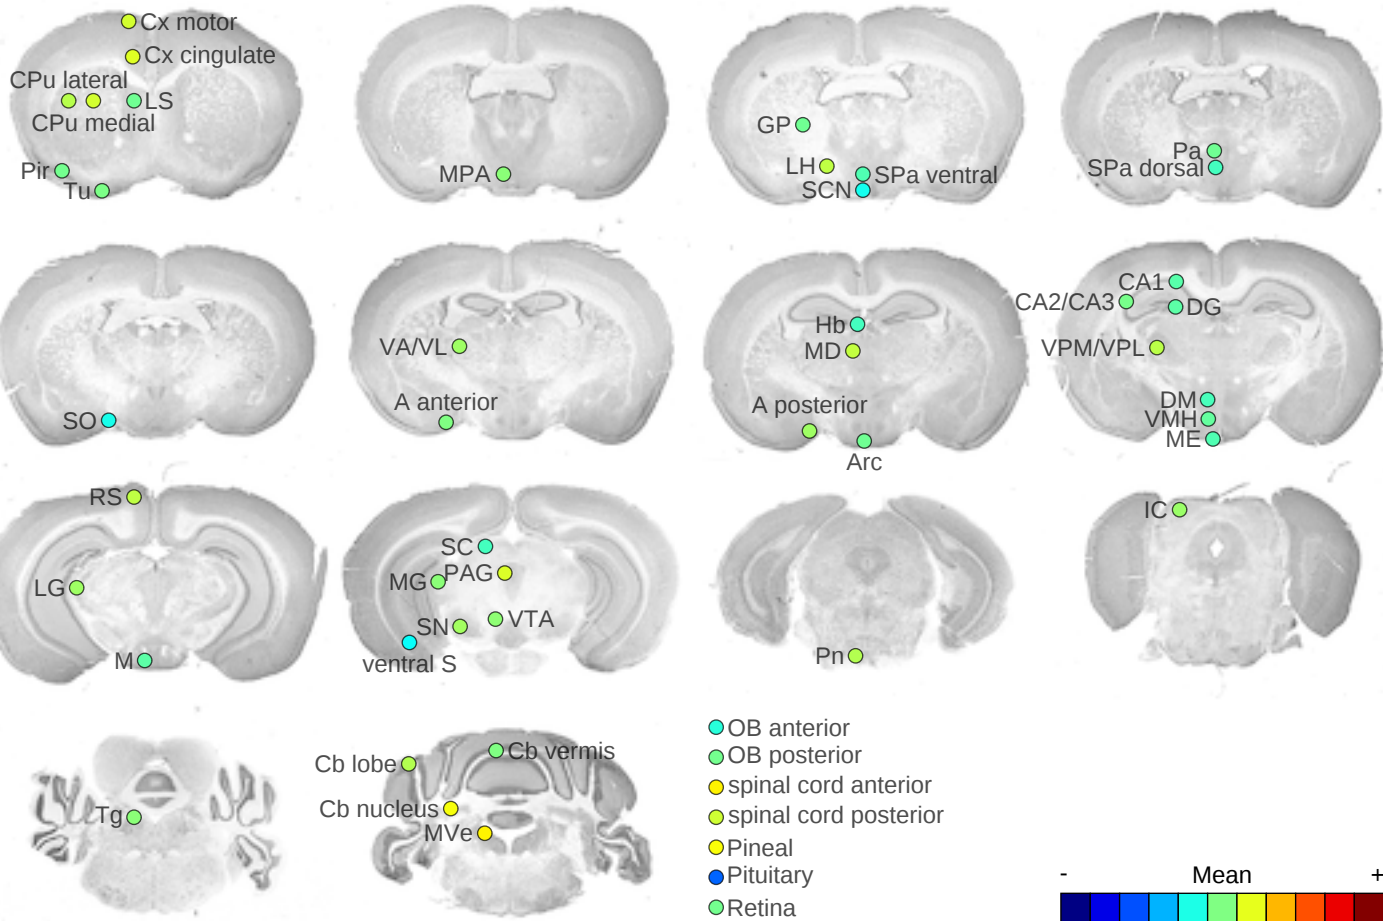 Cx motor
Cx cingulate
CPu lateral
LS
CPu medial
Pir
Tu
MPA
GP
LH
SPa ventral
SCN
Pa
SPa dorsal
SO
VA/VL
A anterior
Hb
MD
A posterior
Arc
CA1
CA2/CA3
DG
VPM/VPL
DM
VMH
ME
RS
LG
M
SC
PAG
MG
VTA
SN
ventral S
Pn
IC
Tg
Cb vermis
Cb lobe
Cb nucleus
MVe
OB anterior
OB posterior
spinal cord anterior
spinal cord posterior
Pineal
Pituitary
Retina
- Mean +